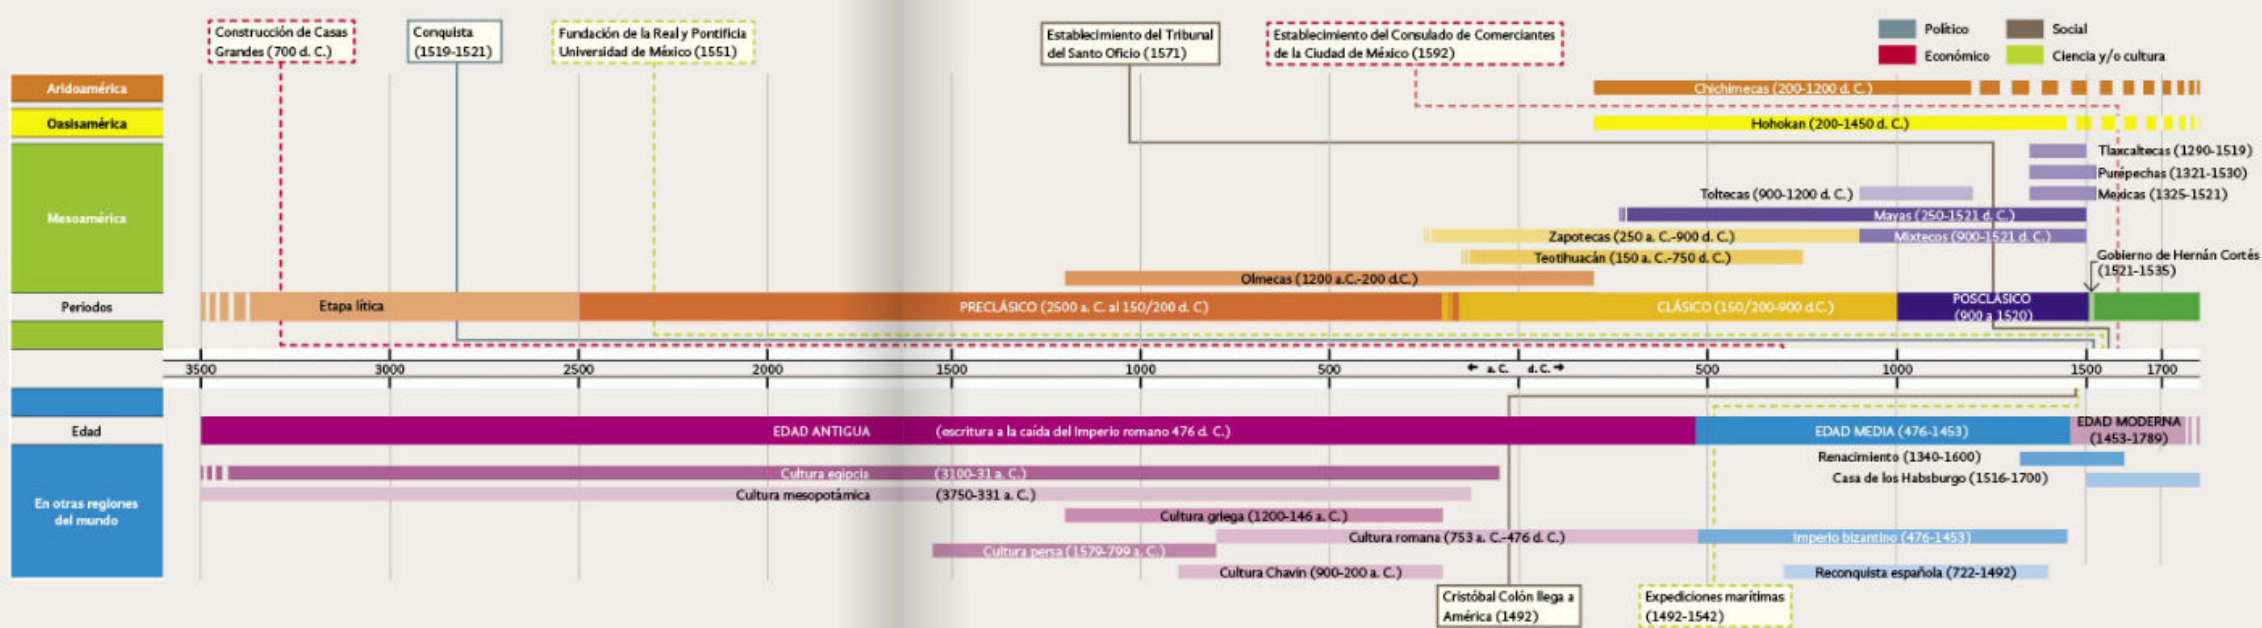 Construcción de Casas
Grandes (700 d. C.)
Conquista
(1519-1521)
Fundación de la Real y Pontificia
Universidad de México (1551)
Establecimiento del Tribunal
del Santo Oficio (1571)
Establecimiento del Consulado de Comerciantes
de la Ciudad de México (1592)
Político
Social
Económico
Ciencia y/o cultura
Aridoamérica
Chichimecas (200-1200 d. C.)
Oasisamérica
Hohokan (200-1450 d. C.)
Mesoamérica
Tlaxcaltecas (1290-1519)
Purépechas (1321-1530)
Toltecas (900-1200 d. C.)
Mexicas (1325-1521)
Mayas (250-1521 d. C.)
Zapotecas (250 a. C.-900 d. C.)
Mixtecos (900-1521 d. C.)
Teotihuacán (150 a. C.-750 d. C.)
Gobierno de Hernán Cortés
(1521-1535)
Olmecas (1200 a.C.-200 d.C.)
Periodos
Etapa lítica
PRECLÁSICO (2500 a. C. al 150/200 d. C)
CLÁSICO (150/200-900 d.C.)
POSCLÁSICO
(900 a 1520)
3500 3000 2500 2000 1500 1000 500 ← a. C. d. C. → 500 1000 1500 1700
Edad
EDAD ANTIGUA (escritura a la caída del Imperio romano 476 d. C.)
EDAD MEDIA (476-1453)
EDAD MODERNA
(1453-1789)
En otras regiones
del mundo
Renacimiento (1340-1600)
Cultura egipcia (3100-31 a. C.)
Casa de los Habsburgo (1516-1700)
Cultura mesopotámica (3750-331 a. C.)
Cultura griega (1200-146 a. C.)
Cultura romana (753 a. C.-476 d. C.)
Imperio bizantino (476-1453)
Cultura persa (1579-799 a. C.)
Cultura Chavín (900-200 a. C.)
Reconquista española (722-1492)
Cristóbal Colón llega a
América (1492)
Expediciones marítimas
(1492-1542)